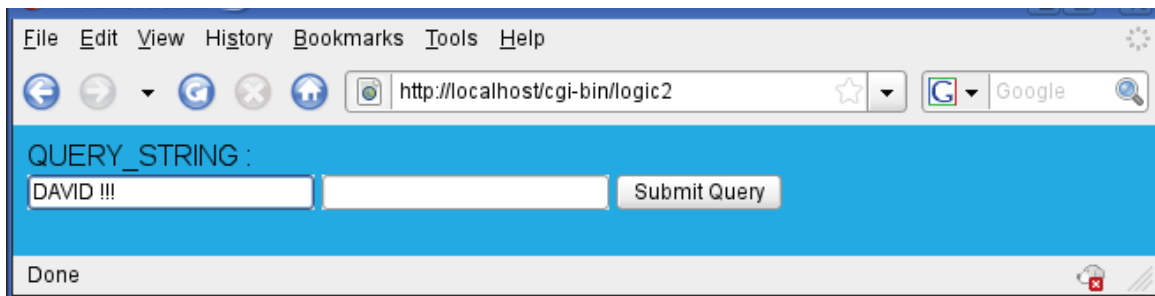 File Edit View History Bookmarks Tools Help
http://localhost/cgi-bin/logic2 G Google
QUERY_STRING :
DAVID !!! Submit Query
Done